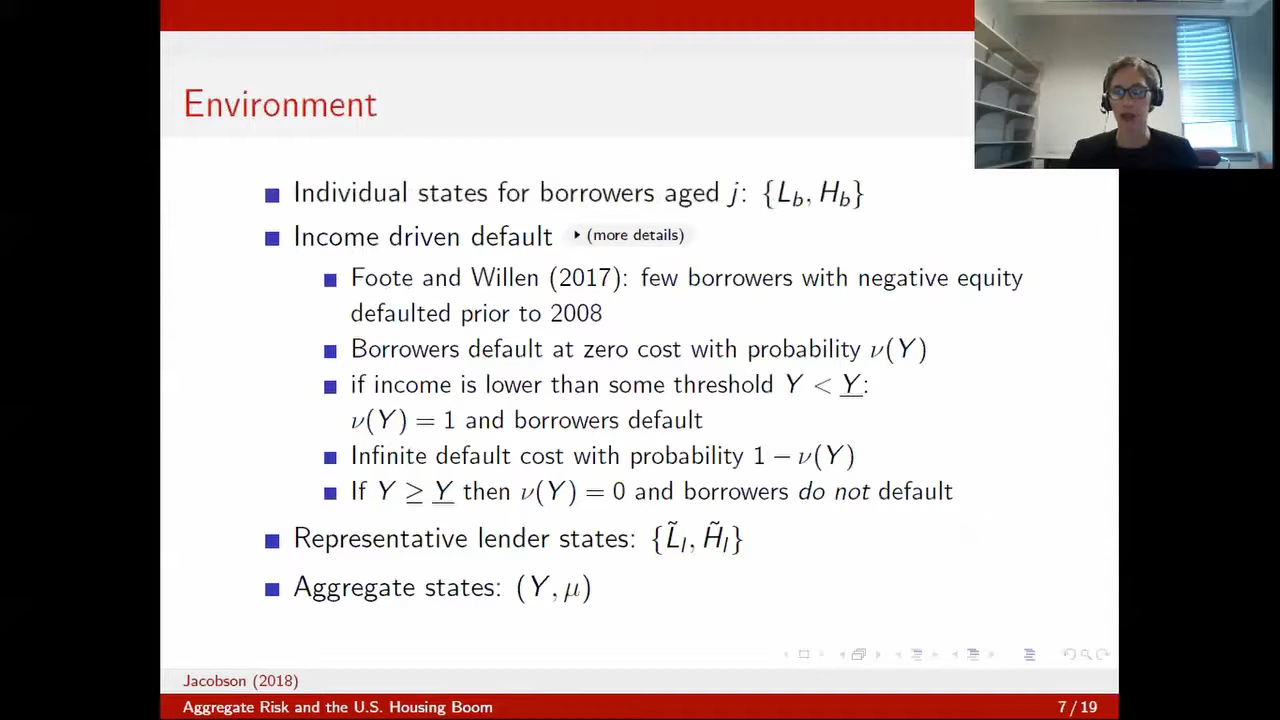 Environment
Individual states for borrowers aged j: {L_b, H_b}
Income driven default (more details)
Foote and Willen (2017): few borrowers with negative equity
defaulted prior to 2008
Borrowers default at zero cost with probability ν(Y)
if income is lower than some threshold Y < Y̲:
ν(Y) = 1 and borrowers default
Infinite default cost with probability 1 − ν(Y)
If Y ≥ Y̲ then ν(Y) = 0 and borrowers do not default
Representative lender states: {L̃_l, H̃_l}
Aggregate states: (Y, μ)
Jacobson (2018)
Aggregate Risk and the U.S. Housing Boom 7 / 19